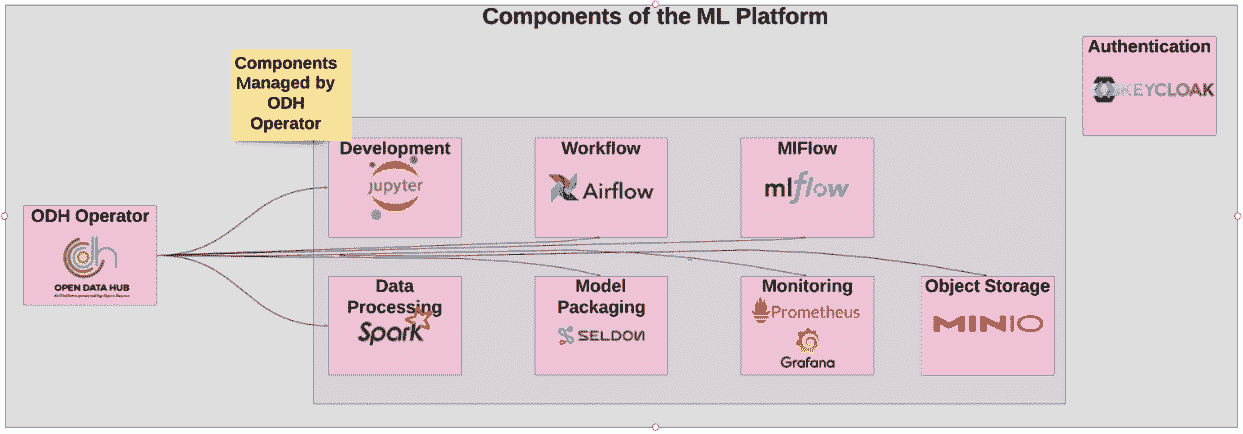 Components of the ML Platform
Authentication
KEYCLOAK
Components
Managed by
ODH
Operator
Development
jupyter
Workflow
Airflow
MlFlow
mlflow
ODH Operator
OPEN DATA HUB
Data
Processing
Spark
Model
Packaging
SELDON
Monitoring
Prometheus
Grafana
Object Storage
MINIO